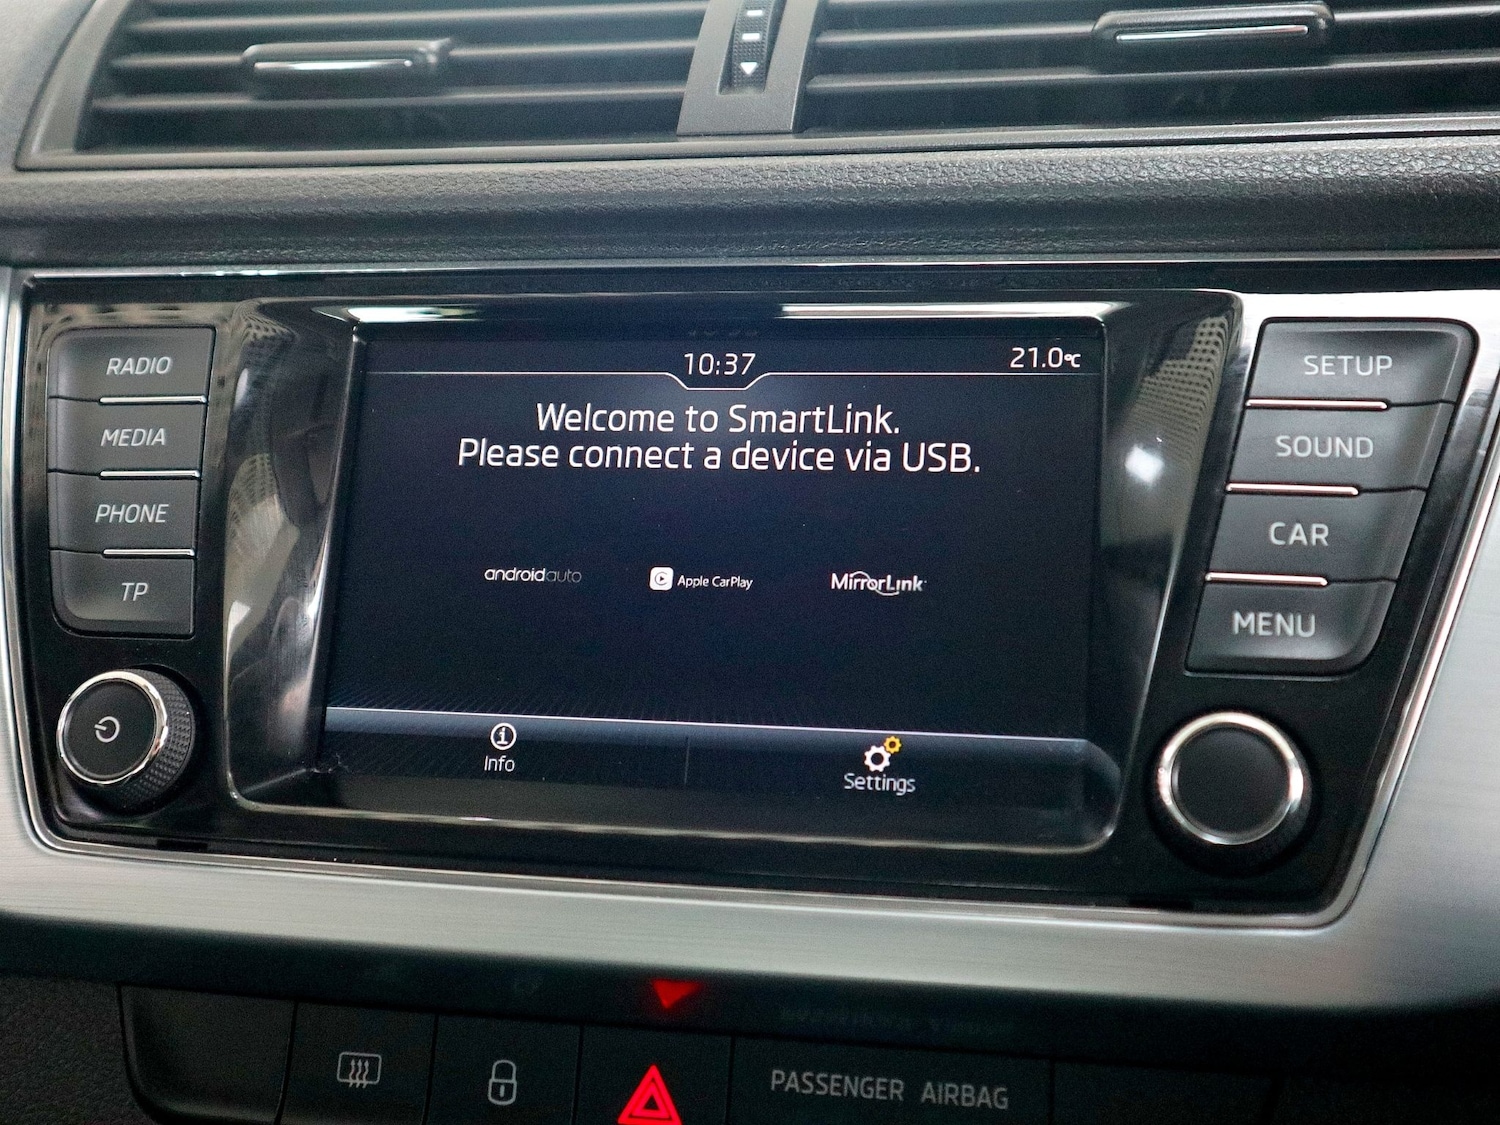 10:37
21.0°C
Welcome to SmartLink.
Please connect a device via USB.
androidauto
Apple CarPlay
MirrorLink
Info
Settings
RADIO
MEDIA
PHONE
TP
SETUP
SOUND
CAR
MENU
PASSENGER AIRBAG